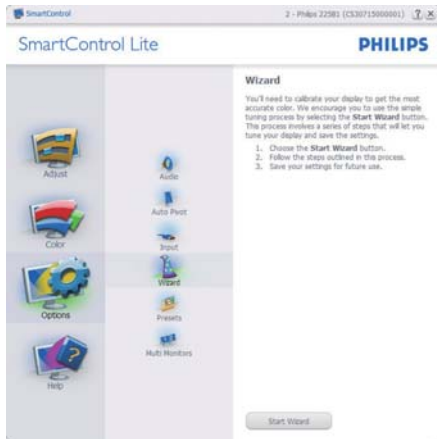 SmartControl
2 - Philips 225B1 (CS30715000001)
SmartControl Lite
PHILIPS
Adjust
Color
Options
Help
Audio
Auto Pivot
Input
Wizard
Presets
Multi Monitors
Wizard
You'll need to calibrate your display to get the most
accurate color. We encourage you to use the simple
tuning process by selecting the Start Wizard button.
This process involves a series of steps that will let you
tune your display and save the settings.
1. Choose the Start Wizard button.
2. Follow the steps outlined in this process.
3. Save your settings for future use.
Start Wizard